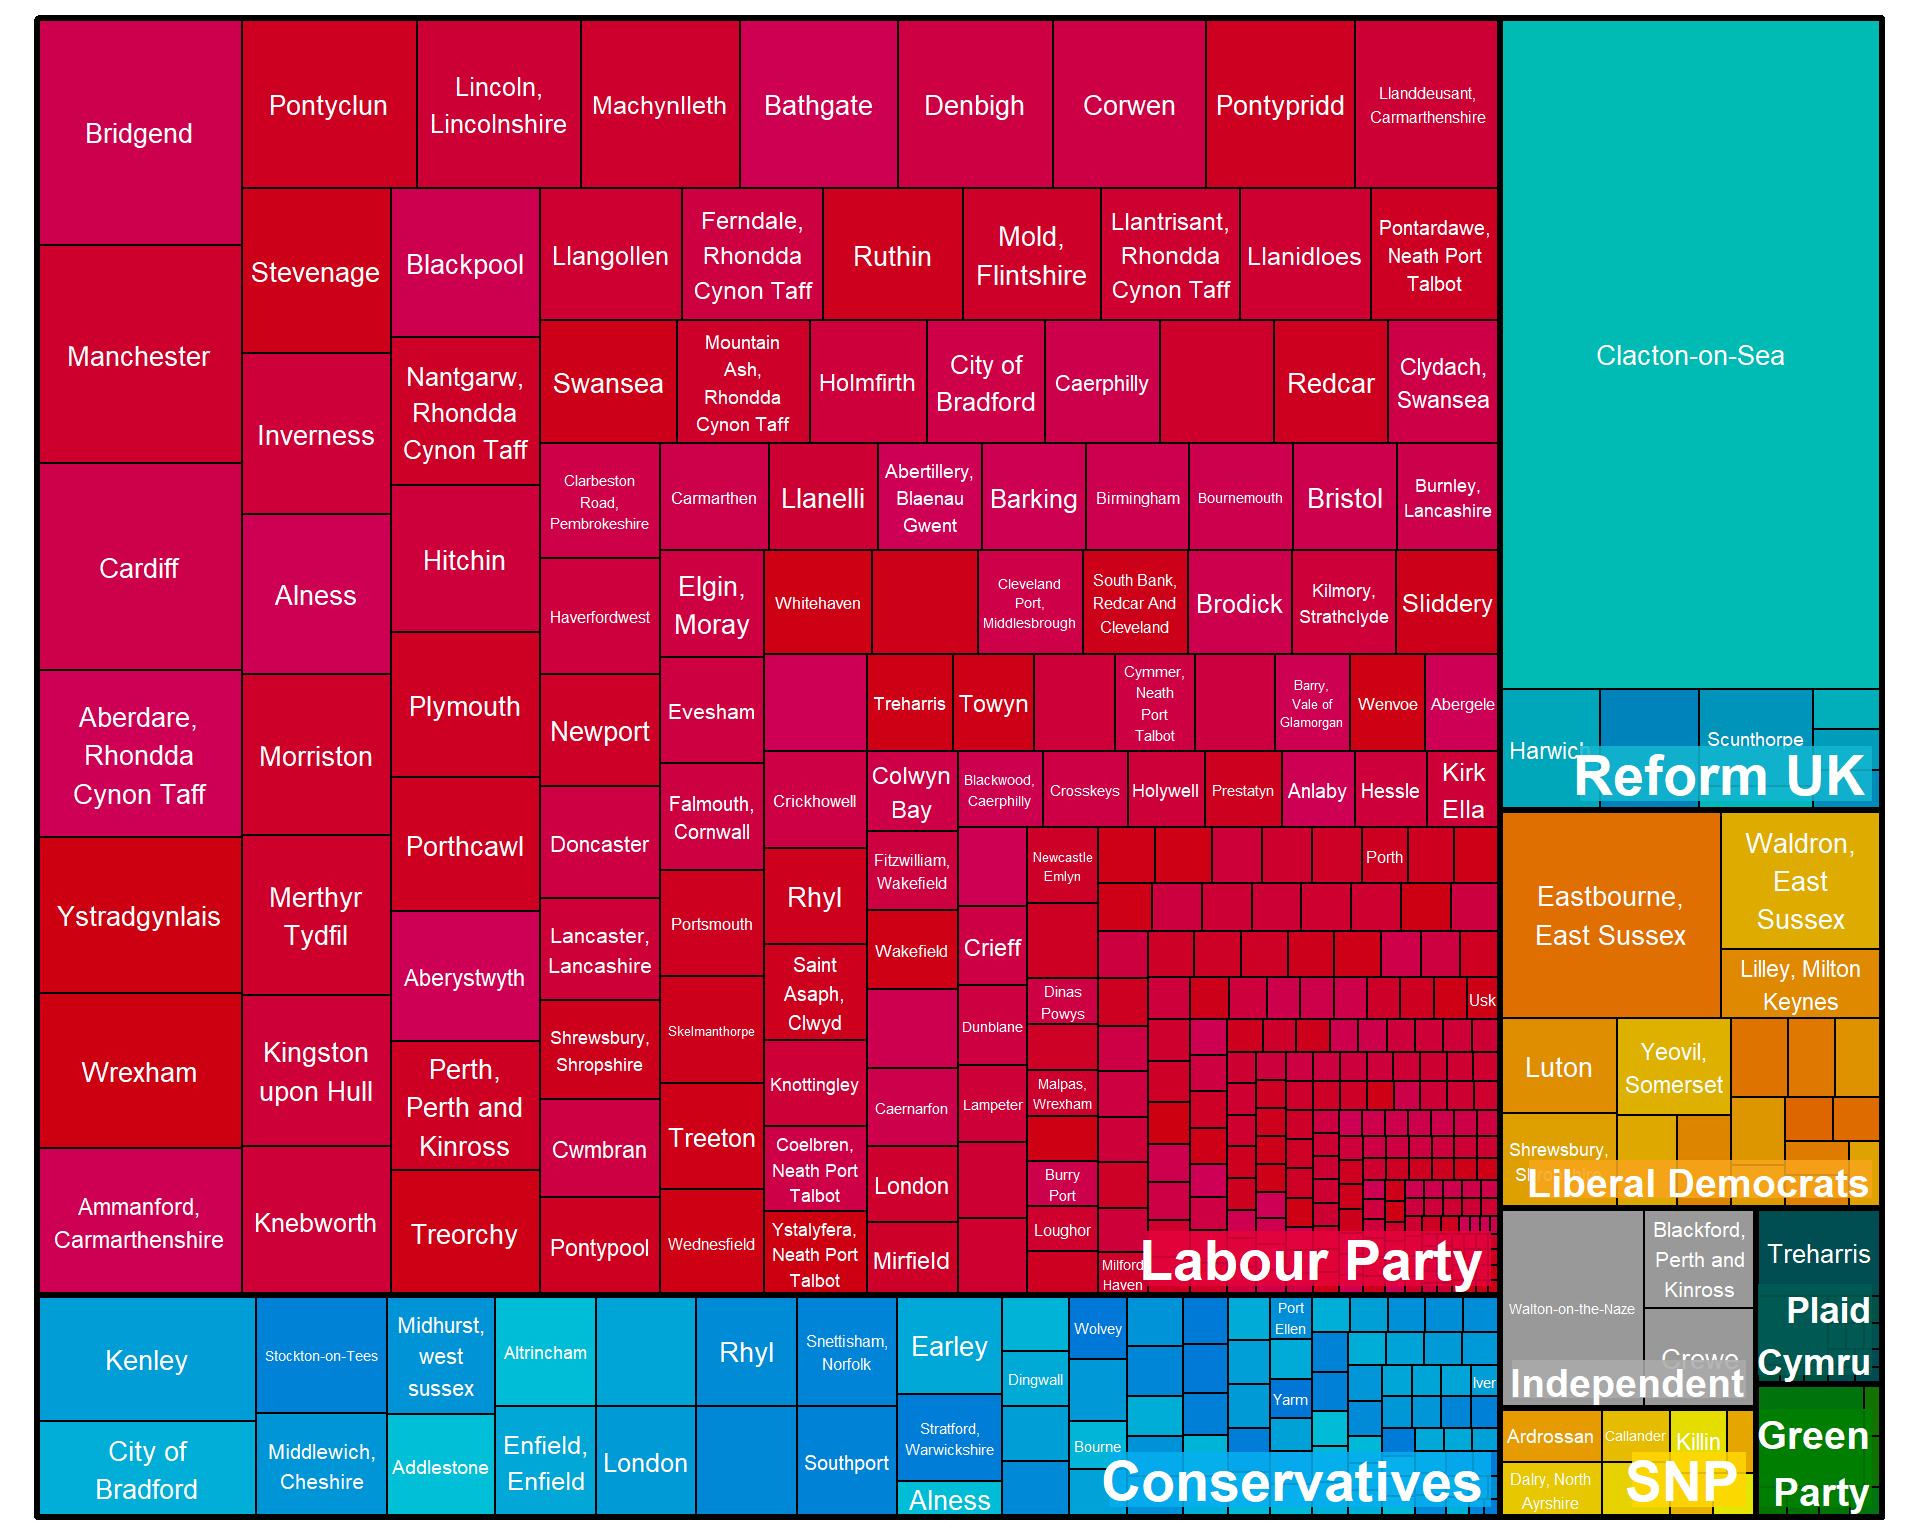 Bridgend
Pontyclun
Lincoln,
Lincolnshire
Machynlleth
Bathgate
Denbigh
Corwen
Pontypridd
Llanddeusant,
Carmarthenshire
Manchester
Cardiff
Aberdare,
Rhondda
Cynon Taff
Ystradgynlais
Wrexham
Ammanford,
Carmarthenshire
Stevenage
Inverness
Alness
Morriston
Merthyr
Tydfil
Kingston
upon Hull
Knebworth
Blackpool
Nantgarw,
Rhondda
Cynon Taff
Hitchin
Plymouth
Porthcawl
Aberystwyth
Perth,
Perth and
Kinross
Treorchy
Llangollen
Ferndale,
Rhondda
Cynon Taff
Ruthin
Mold,
Flintshire
Llantrisant,
Rhondda
Cynon Taff
Llanidloes
Pontardawe,
Neath Port
Talbot
Swansea
Mountain
Ash,
Rhondda
Cynon Taff
Holmfirth
City of
Bradford
Caerphilly
Redcar
Clydach,
Swansea
Clarbeston
Road,
Pembrokeshire
Haverfordwest
Newport
Doncaster
Lancaster,
Lancashire
Shrewsbury,
Shropshire
Cwmbran
Pontypool
Carmarthen
Llanelli
Abertillery,
Blaenau
Gwent
Barking
Birmingham
Bournemouth
Bristol
Burnley,
Lancashire
Elgin,
Moray
Evesham
Falmouth,
Cornwall
Portsmouth
Skelmanthorpe
Treeton
Wednesfield
Whitehaven
Cleveland
Port,
Middlesbrough
South Bank,
Redcar And
Cleveland
Brodick
Kilmory,
Strathclyde
Sliddery
Crickhowell
Rhyl
Saint
Asaph,
Clwyd
Knottingley
Coelbren,
Neath Port
Talbot
Ystalyfera,
Neath Port
Talbot
Treharris
Towyn
Cymmer,
Neath
Port
Talbot
Barry,
Vale of
Glamorgan
Wenvoe
Abergele
Colwyn
Bay
Fitzwilliam,
Wakefield
Wakefield
Caernarfon
London
Mirfield
Blackwood,
Caerphilly
Crosskeys
Holywell
Prestatyn
Anlaby
Hessle
Kirk
Ella
Crieff
Dunblane
Lampeter
Newcastle
Emlyn
Dinas
Powys
Malpas,
Wrexham
Burry
Port
Loughor
Porth
Usk
Milford
Haven
Labour Party
Clacton-on-Sea
Harwich
Scunthorpe
Reform UK
Eastbourne,
East Sussex
Waldron,
East
Sussex
Lilley, Milton
Keynes
Luton
Yeovil,
Somerset
Shrewsbury,
Shropshire
Liberal Democrats
Walton-on-the-Naze
Blackford,
Perth and
Kinross
Crewe
Independent
Treharris
Plaid
Cymru
Ardrossan
Callander
Killin
Dalry, North
Ayrshire
SNP
Green
Party
Kenley
City of
Bradford
Stockton-on-Tees
Middlewich,
Cheshire
Midhurst,
west
sussex
Addlestone
Altrincham
Enfield,
Enfield
London
Rhyl
Snettisham,
Norfolk
Southport
Earley
Stratford,
Warwickshire
Alness
Dingwall
Wolvey
Bourne
Port
Ellen
Yarm
Iver
Conservatives